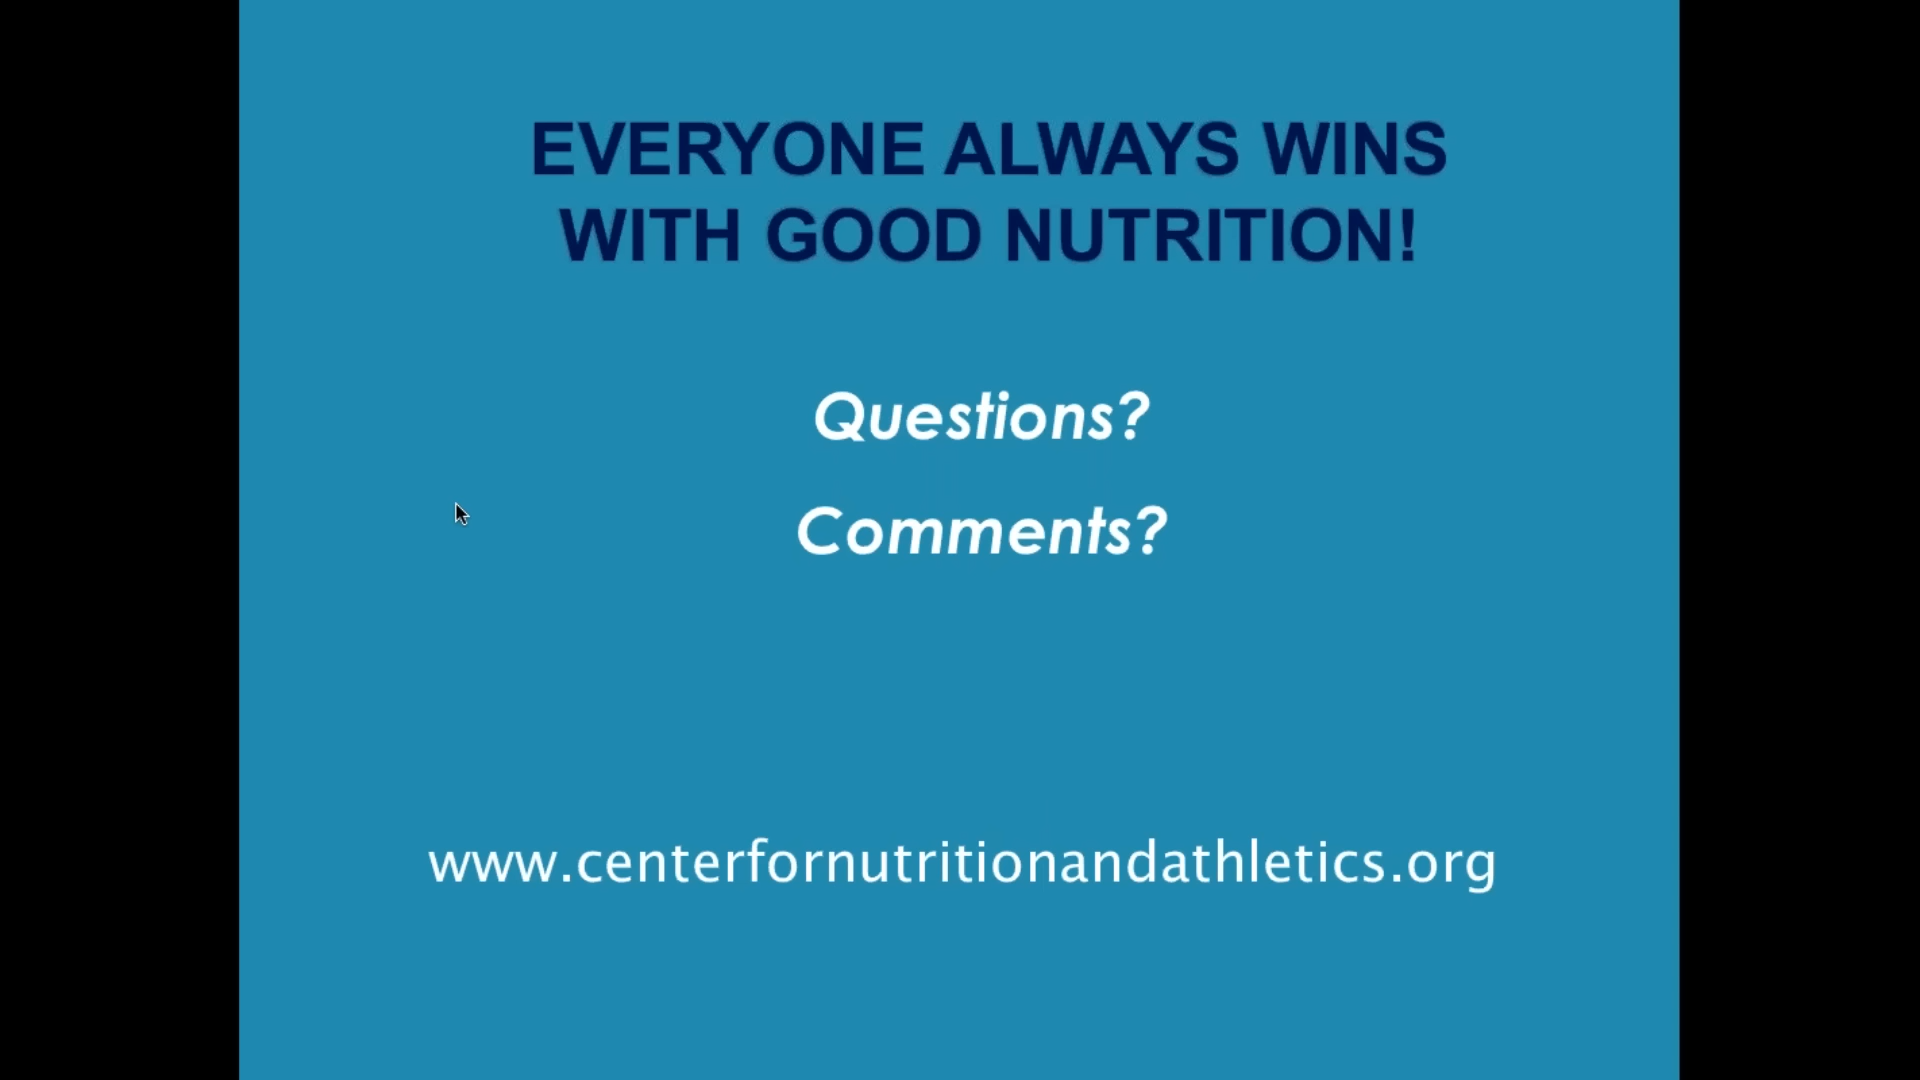 EVERYONE ALWAYS WINS
WITH GOOD NUTRITION!
Questions?
Comments?
www.centerfornutritionandathletics.org